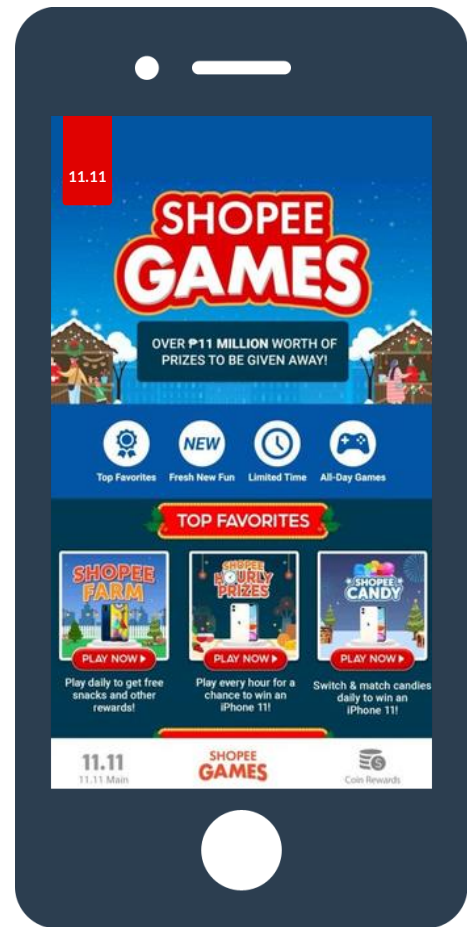 11.11
SHOPEE
GAMES
OVER ₱11 MILLION WORTH OF
PRIZES TO BE GIVEN AWAY!
NEW
Top Favorites
Fresh New Fun
Limited Time
All-Day Games
TOP FAVORITES
SHOPEE
FARM
PLAY NOW
Play daily to get free
snacks and other
rewards!
SHOPEE
HOURLY
PRIZES
PLAY NOW
Play every hour for a
chance to win an
iPhone 11!
SHOPEE
CANDY
PLAY NOW
Switch & match candies
daily to win an
iPhone 11!
11.11
11.11 Main
SHOPEE
GAMES
Coin Rewards